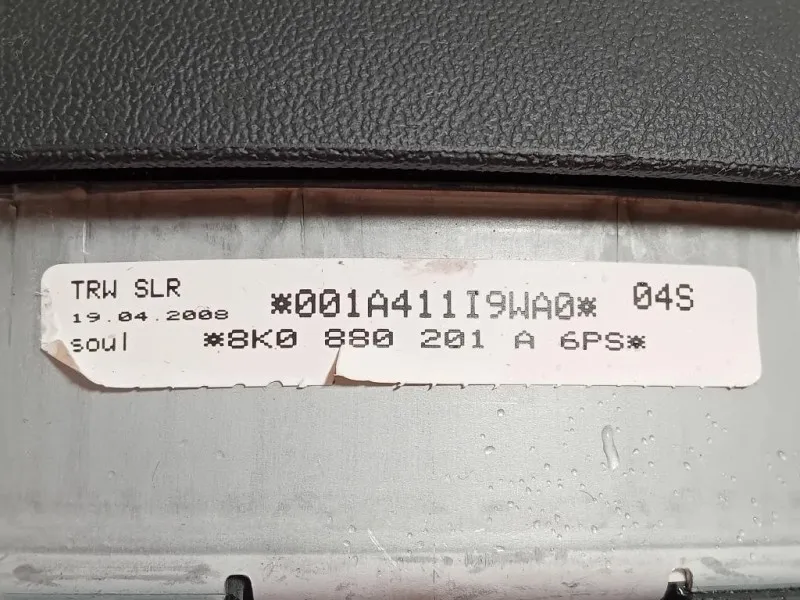 TRW SLR *001A411I9WA0* 04S
19.04.2008
soul *8K0 880 201 A 6PS*